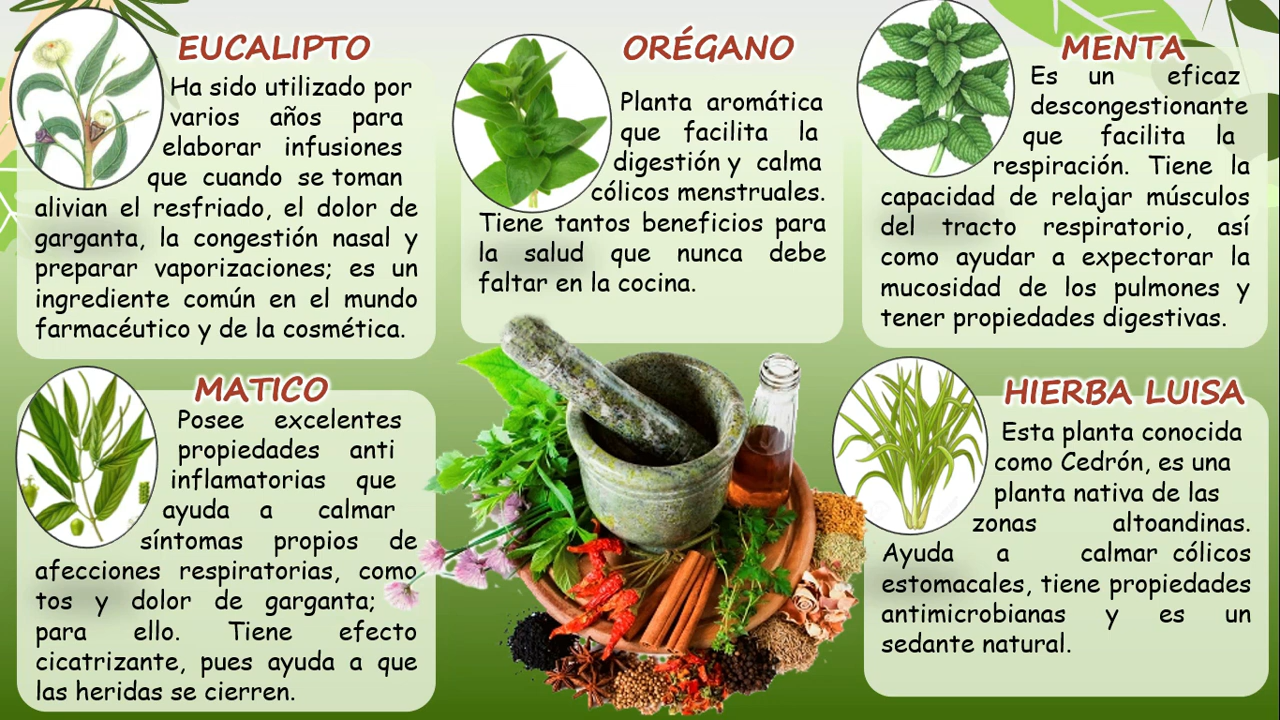 EUCALIPTO
Ha sido utilizado por
varios años para
elaborar infusiones
que cuando se toman
alivian el resfriado, el dolor de
garganta, la congestión nasal y
preparar vaporizaciones; es un
ingrediente común en el mundo
farmacéutico y de la cosmética.
ORÉGANO
Planta aromática
que facilita la
digestión y calma
cólicos menstruales.
Tiene tantos beneficios para
la salud que nunca debe
faltar en la cocina.
MENTA
Es un eficaz
descongestionante
que facilita la
respiración. Tiene la
capacidad de relajar músculos
del tracto respiratorio, así
como ayudar a expectorar la
mucosidad de los pulmones y
tener propiedades digestivas.
MATICO
Posee excelentes
propiedades anti
inflamatorias que
ayuda a calmar
síntomas propios de
afecciones respiratorias, como
tos y dolor de garganta;
para ello. Tiene efecto
cicatrizante, pues ayuda a que
las heridas se cierren.
HIERBA LUISA
Esta planta conocida
como Cedrón, es una
planta nativa de las
zonas altoandinas.
Ayuda a calmar cólicos
estomacales, tiene propiedades
antimicrobianas y es un
sedante natural.